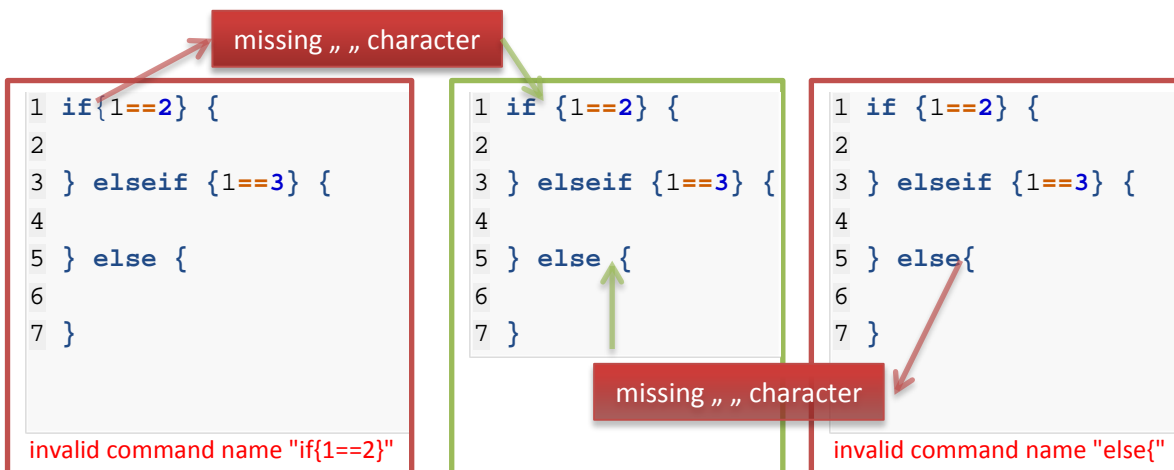 missing „ „ character
1 if{1==2} {
2
3 } elseif {1==3} {
4
5 } else {
6
7 }
invalid command name "if{1==2}"
1 if {1==2} {
2
3 } elseif {1==3} {
4
5 } else {
6
7 }
1 if {1==2} {
2
3 } elseif {1==3} {
4
5 } else{
6
7 }
missing „ „ character
invalid command name "else{"